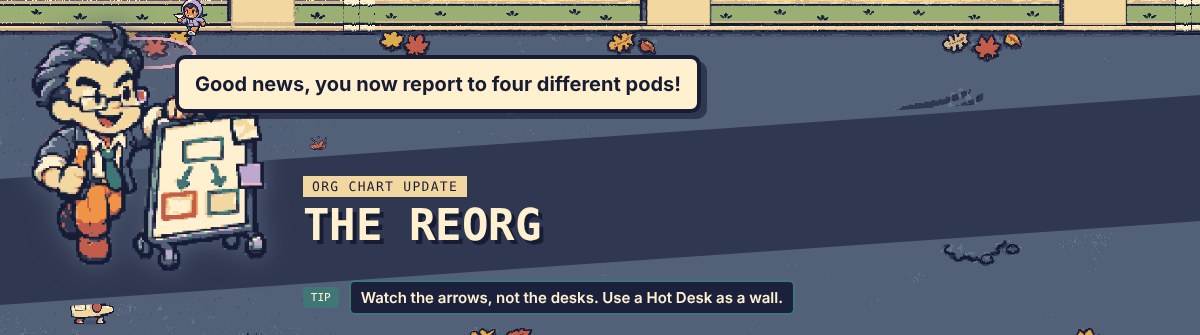 Good news, you now report to four different pods!
ORG CHART UPDATE
THE REORG
TIP
Watch the arrows, not the desks. Use a Hot Desk as a wall.